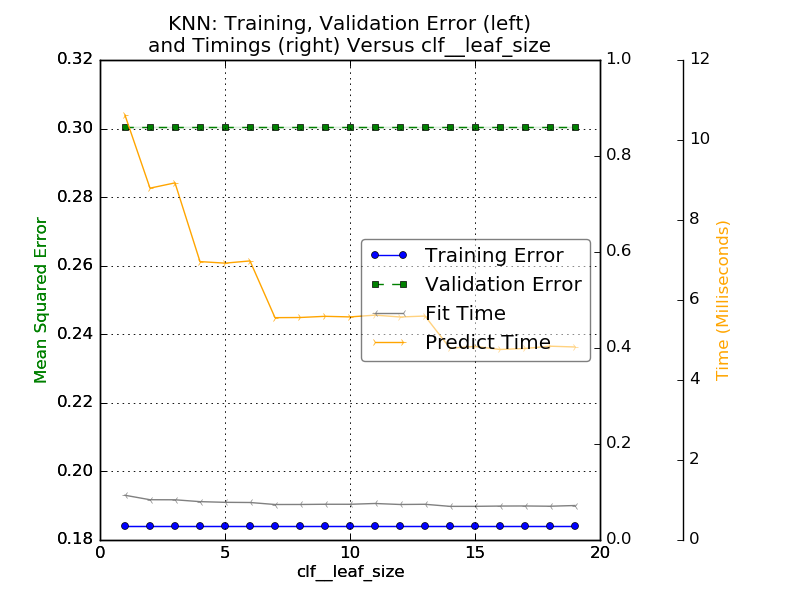 KNN: Training, Validation Error (left)
and Timings (right) Versus clf__leaf_size
Mean Squared Error
0.32
0.30
0.28
0.26
0.24
0.22
0.20
0.18
0
5
10
15
20
clf__leaf_size
Training Error
Validation Error
Fit Time
Predict Time
1.0
0.8
0.6
0.4
0.2
0.0
12
10
8
6
4
2
0
Time (Milliseconds)